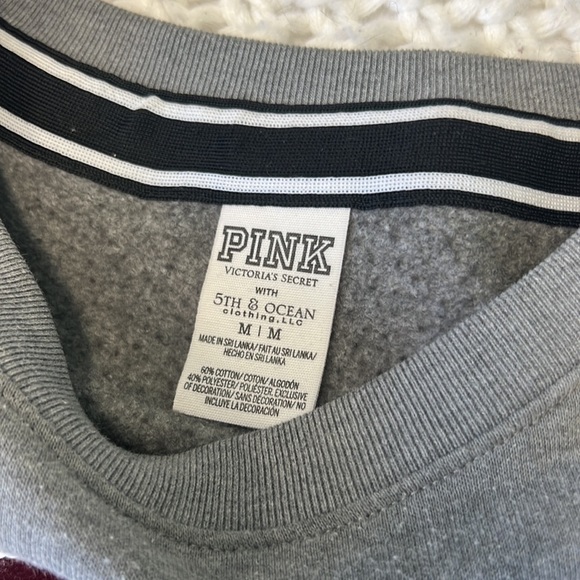 PINK
VICTORIA'S SECRET
WITH
5TH & OCEAN
clothing.LLC
M | M
MADE IN SRI LANKA/ FAIT AU SRI LANKA/
HECHO EN SRI LANKA
60% COTTON/ COTON/ ALGODÓN
40% POLYESTER/ POLIÉSTER. EXCLUSIVE
OF DECORATION/ SANS DÉCORATION/ NO
INCLUYE LA DECORACIÓN